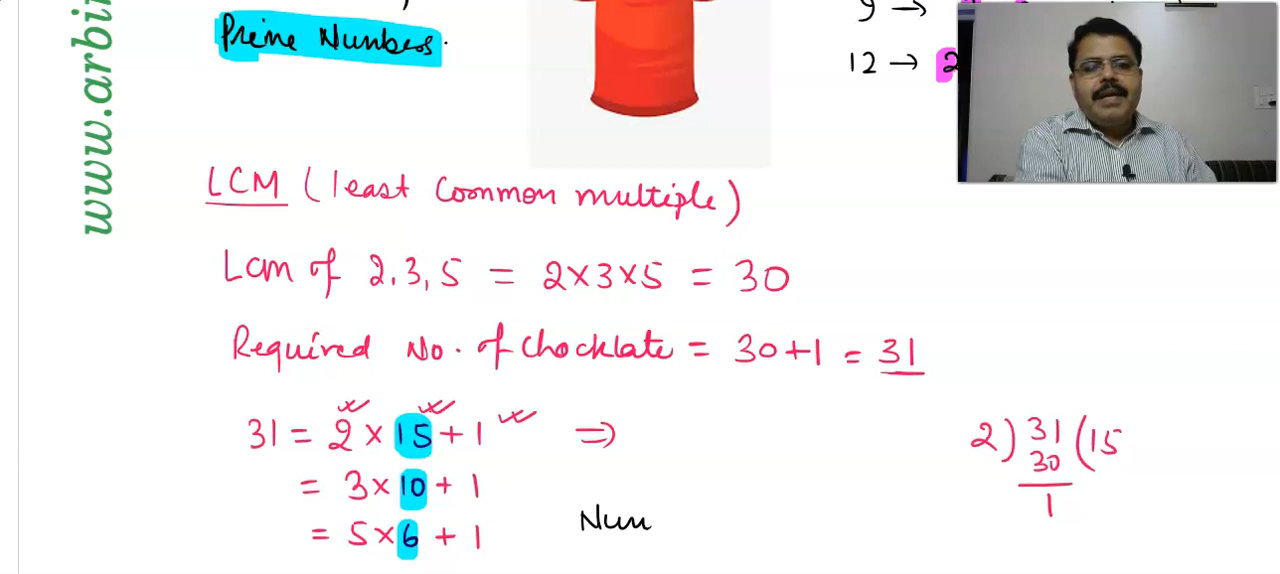 www.arbin
Prime Numbers.
9 →
12 → 2
LCM (least Common multiple)
Lcm of 2,3,5 = 2×3×5 = 30
Required No. of Chocklate = 30+1 = 31
31 = 2 × 15 + 1 ⇒
= 3 × 10 + 1
= 5 × 6 + 1
Num
2) 31 (15
30
1